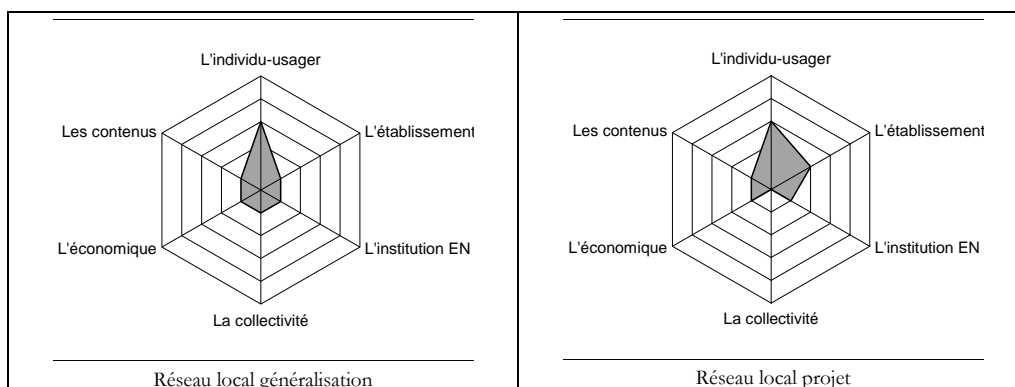 L'individu-usager
Les contenus
L'établissement
L'économique
L'institution EN
La collectivité
Réseau local généralisation
L'individu-usager
Les contenus
L'établissement
L'économique
L'institution EN
La collectivité
Réseau local projet